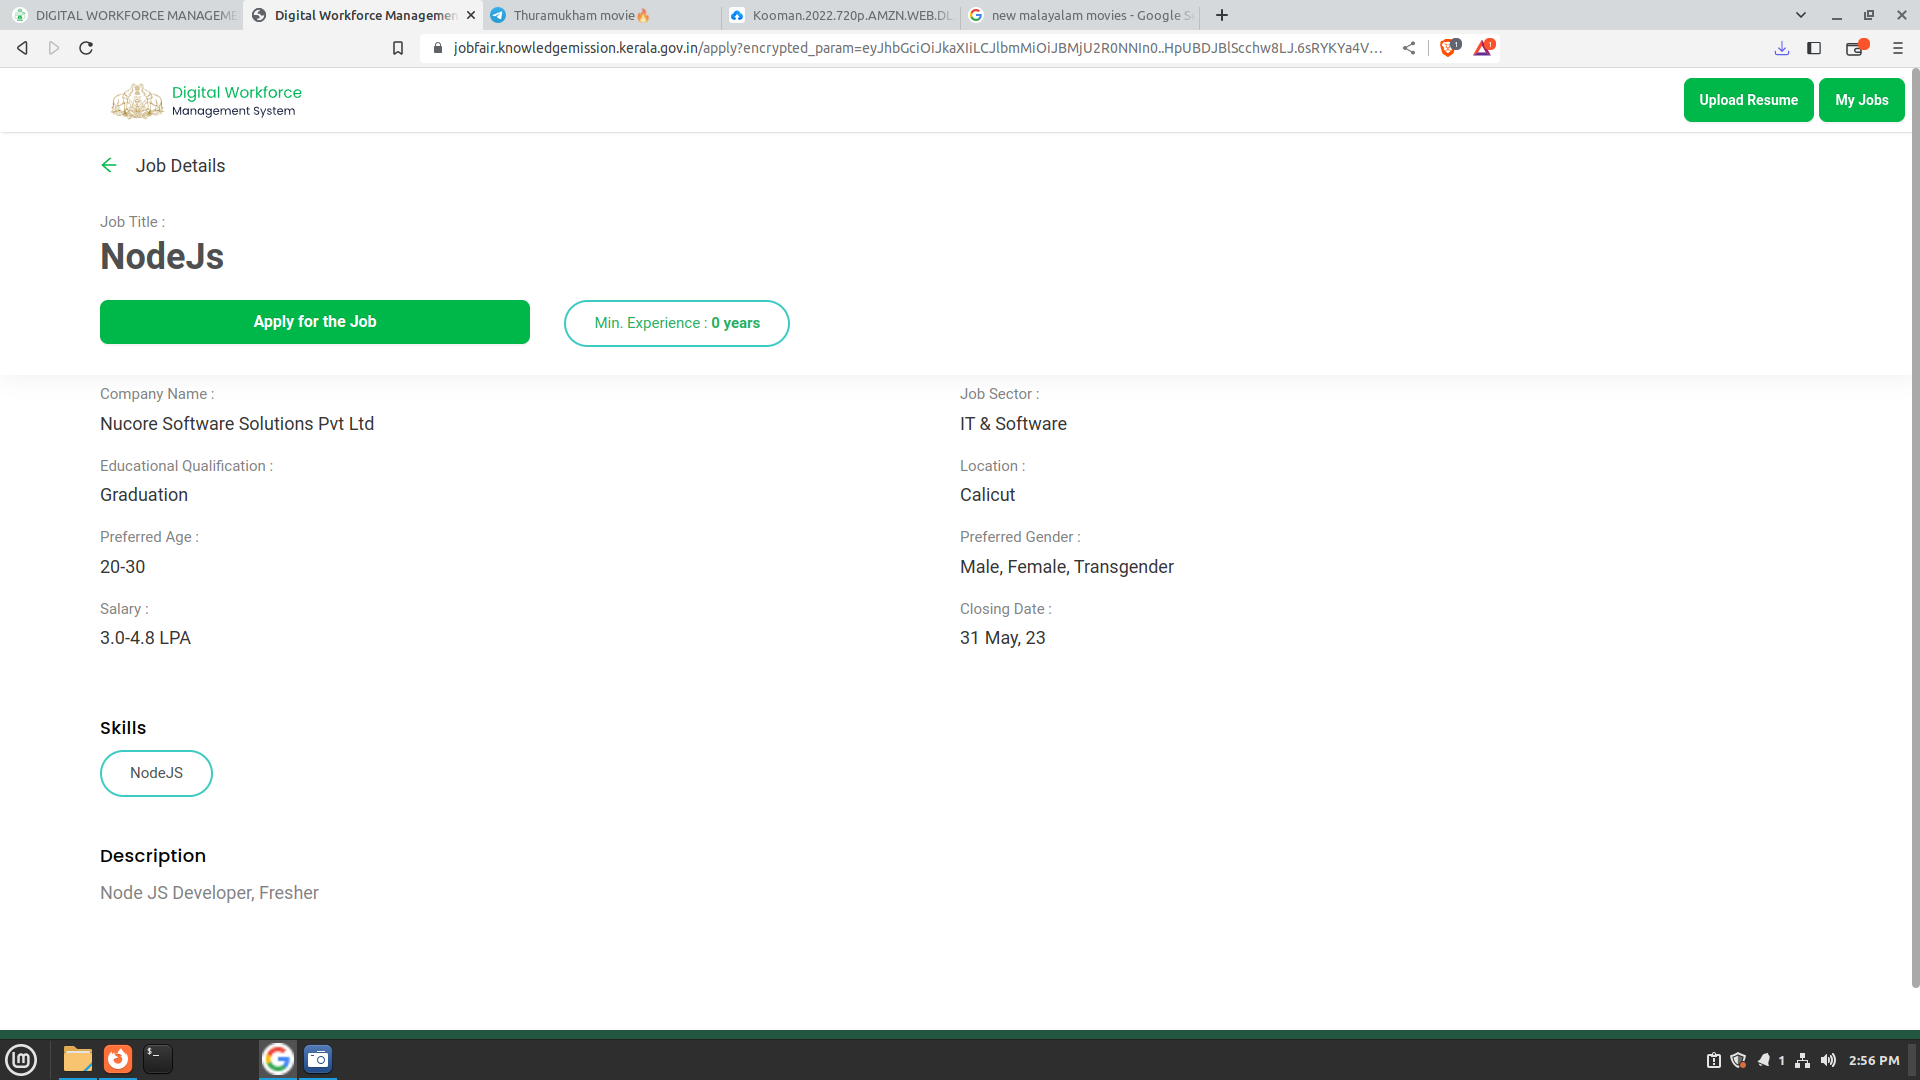 DIGITAL WORKFORCE MANAGEME
Digital Workforce Managemen
Thuramukham movie🔥
Kooman.2022.720p.AMZN.WEB.DL
new malayalam movies - Google S
jobfair.knowledgemission.kerala.gov.in/apply?encrypted_param=eyJhbGciOiJkaXIiLCJlbmMiOiJBMjU2R0NNIn0..HpUBDJBlScchw8LJ.6sRYKYa4V...
1
1
Digital Workforce
Management System
Upload Resume
My Jobs
Job Details
Job Title :
NodeJs
Apply for the Job
Min. Experience : 0 years
Company Name :
Nucore Software Solutions Pvt Ltd
Job Sector :
IT & Software
Educational Qualification :
Graduation
Location :
Calicut
Preferred Age :
20-30
Preferred Gender :
Male, Female, Transgender
Salary :
3.0-4.8 LPA
Closing Date :
31 May, 23
Skills
NodeJS
Description
Node JS Developer, Fresher
1
2:56 PM